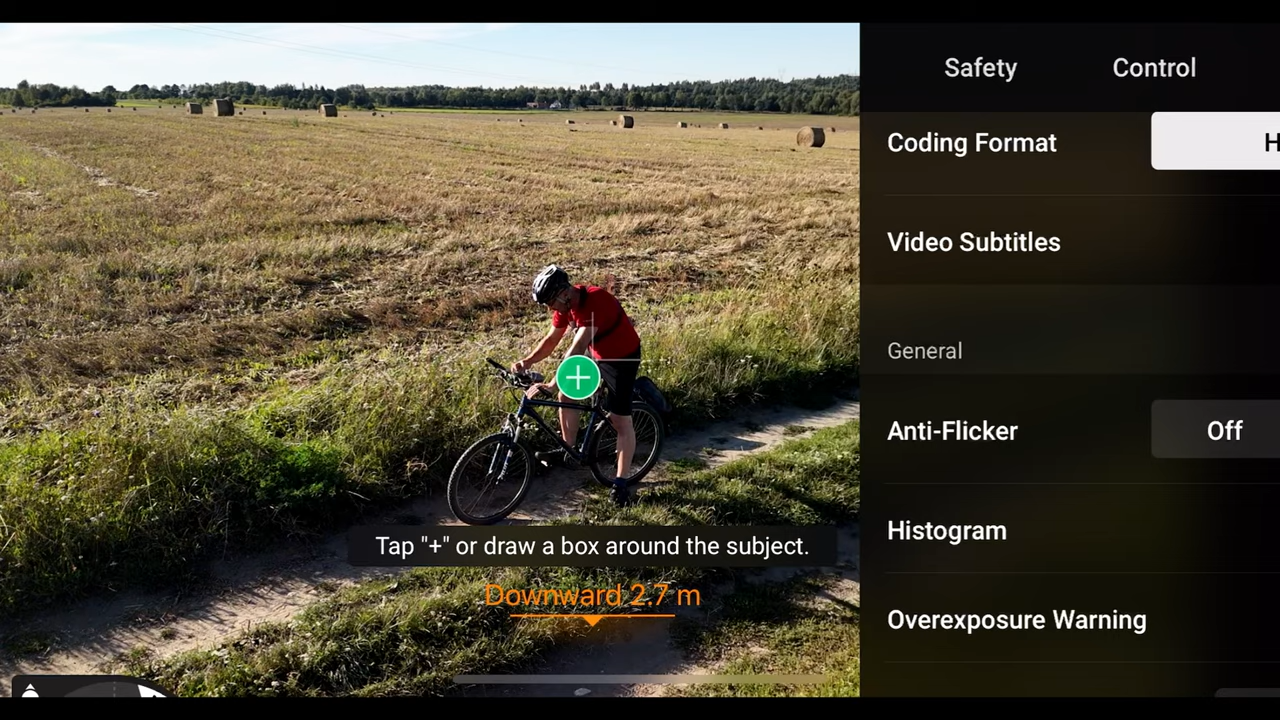 Safety Control
Coding Format H
Video Subtitles
General
Anti-Flicker Off
Histogram
Overexposure Warning
Tap "+" or draw a box around the subject.
Downward 2.7 m